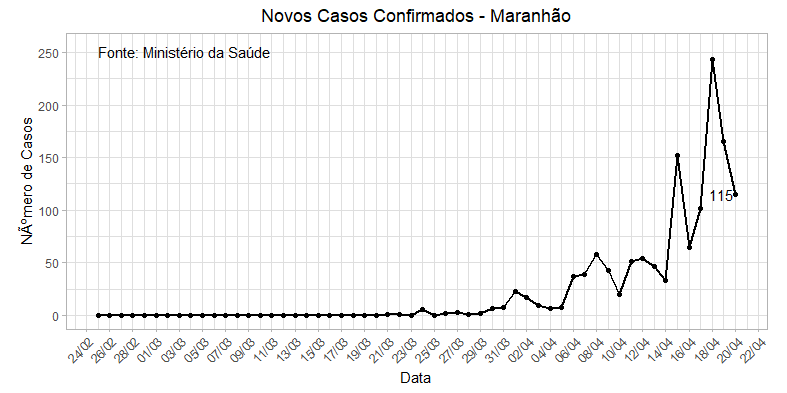 Novos Casos Confirmados - Maranhão
Fonte: Ministério da Saúde
NÃºmero de Casos
250
200
150
100
50
0
115
24/02 26/02 28/02 01/03 03/03 05/03 07/03 09/03 11/03 13/03 15/03 17/03 19/03 21/03 23/03 25/03 27/03 29/03 31/03 02/04 04/04 06/04 08/04 10/04 12/04 14/04 16/04 18/04 20/04 22/04
Data